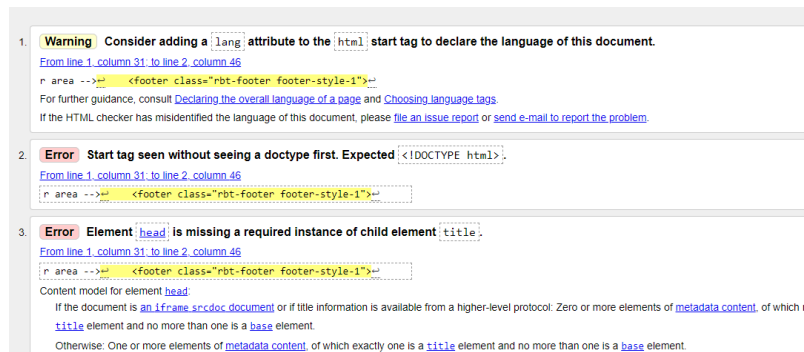 1. Warning Consider adding a lang attribute to the html start tag to declare the language of this document.
From line 1, column 31; to line 2, column 46
r area -->↩    <footer class="rbt-footer footer-style-1">↩
For further guidance, consult Declaring the overall language of a page and Choosing language tags.
If the HTML checker has misidentified the language of this document, please file an issue report or send e-mail to report the problem.
2. Error Start tag seen without seeing a doctype first. Expected <!DOCTYPE html>.
From line 1, column 31; to line 2, column 46
r area -->↩    <footer class="rbt-footer footer-style-1">↩
3. Error Element head is missing a required instance of child element title.
From line 1, column 31; to line 2, column 46
r area -->↩    <footer class="rbt-footer footer-style-1">↩
Content model for element head:
If the document is an iframe srcdoc document or if title information is available from a higher-level protocol: Zero or more elements of metadata content, of which
title element and no more than one is a base element.
Otherwise: One or more elements of metadata content, of which exactly one is a title element and no more than one is a base element.